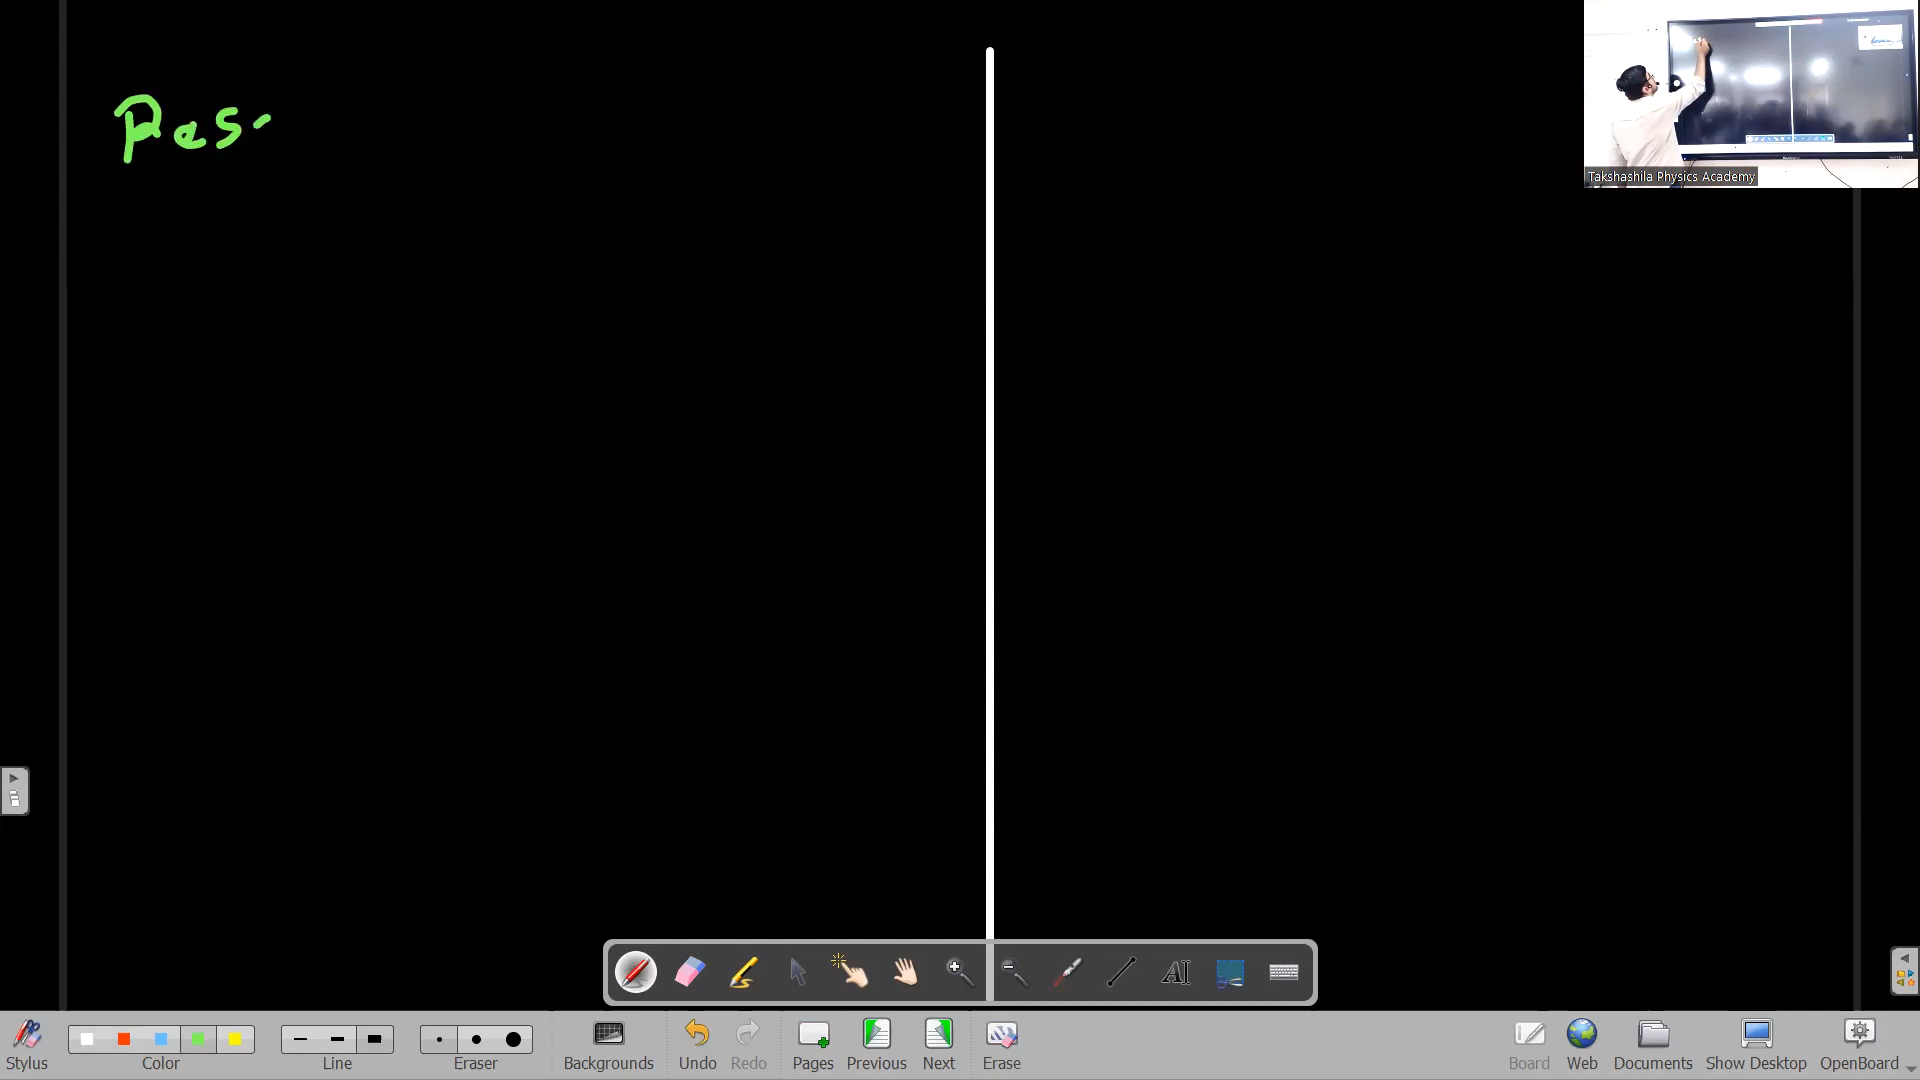 Res
Takshashila Physics Academy
Stylus
Color
Line
Eraser
Backgrounds
Undo
Redo
Pages
Previous
Next
Erase
Board
Web
Documents
Show Desktop
OpenBoard